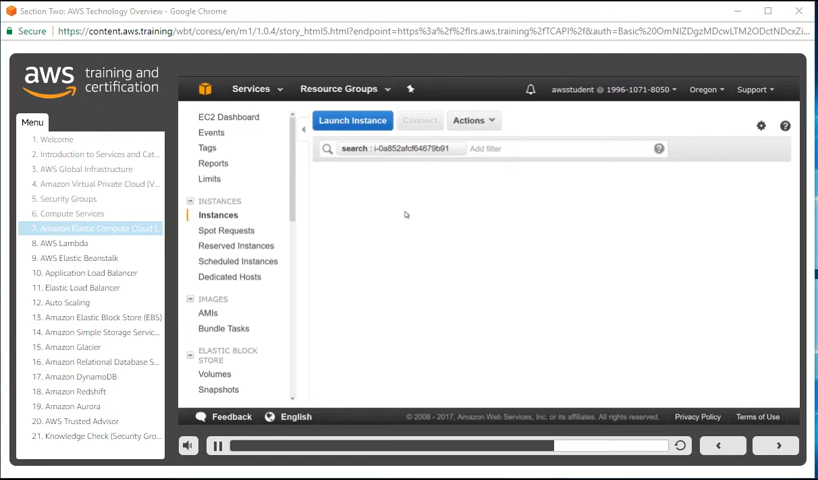 Section Two: AWS Technology Overview - Google Chrome
Secure https://content.aws.training/wbt/coress/en/m1/1.0.4/story_html5.html?endpoint=https%3a%2f%2flrs.aws.training%2fTCAPI%2f&auth=Basic%20OmNlZDgzMDcwLTM2ODctNDcxZi...
aws training and certification
Menu
1. Welcome
2. Introduction to Services and Cat...
3. AWS Global Infrastructure
4. Amazon Virtual Private Cloud (V...
5. Security Groups
6. Compute Services
7. Amazon Elastic Compute Cloud (...
8. AWS Lambda
9. AWS Elastic Beanstalk
10. Application Load Balancer
11. Elastic Load Balancer
12. Auto Scaling
13. Amazon Elastic Block Store (EBS)
14. Amazon Simple Storage Servic...
15. Amazon Glacier
16. Amazon Relational Database S...
17. Amazon DynamoDB
18. Amazon Redshift
19. Amazon Aurora
20. AWS Trusted Advisor
21. Knowledge Check (Security Gro...
Services Resource Groups awsstudent @ 1996-1071-8050 Oregon Support
EC2 Dashboard
Events
Tags
Reports
Limits
INSTANCES
Instances
Spot Requests
Reserved Instances
Scheduled Instances
Dedicated Hosts
IMAGES
AMIs
Bundle Tasks
ELASTIC BLOCK
STORE
Volumes
Snapshots
Launch Instance Connect Actions
search : i-0a852afcf64679b91 Add filter
Feedback English © 2008 - 2017, Amazon Web Services, Inc. or its affiliates. All rights reserved. Privacy Policy Terms of Use